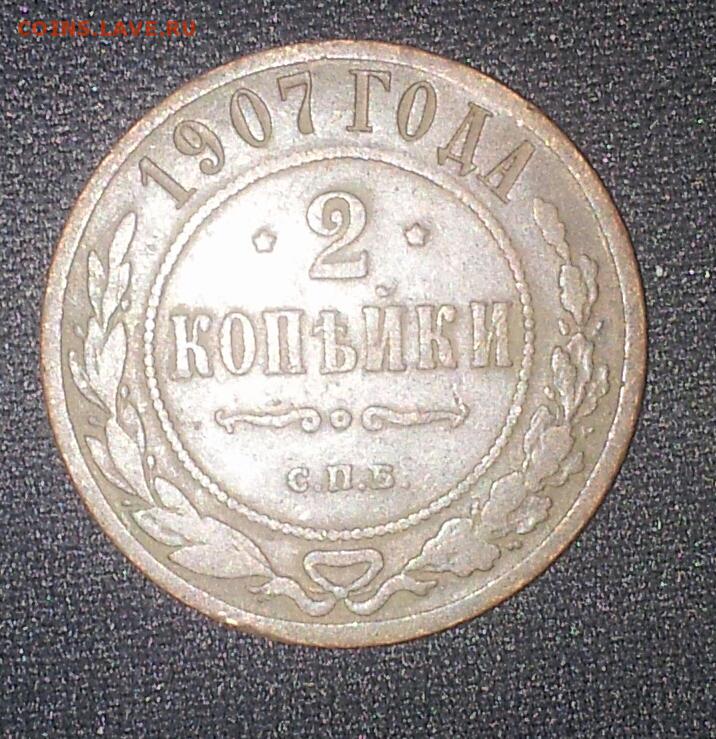 COINS.LAVE.RU
1907 ГОДА
2
КОПѢЙКИ
С.П.Б.